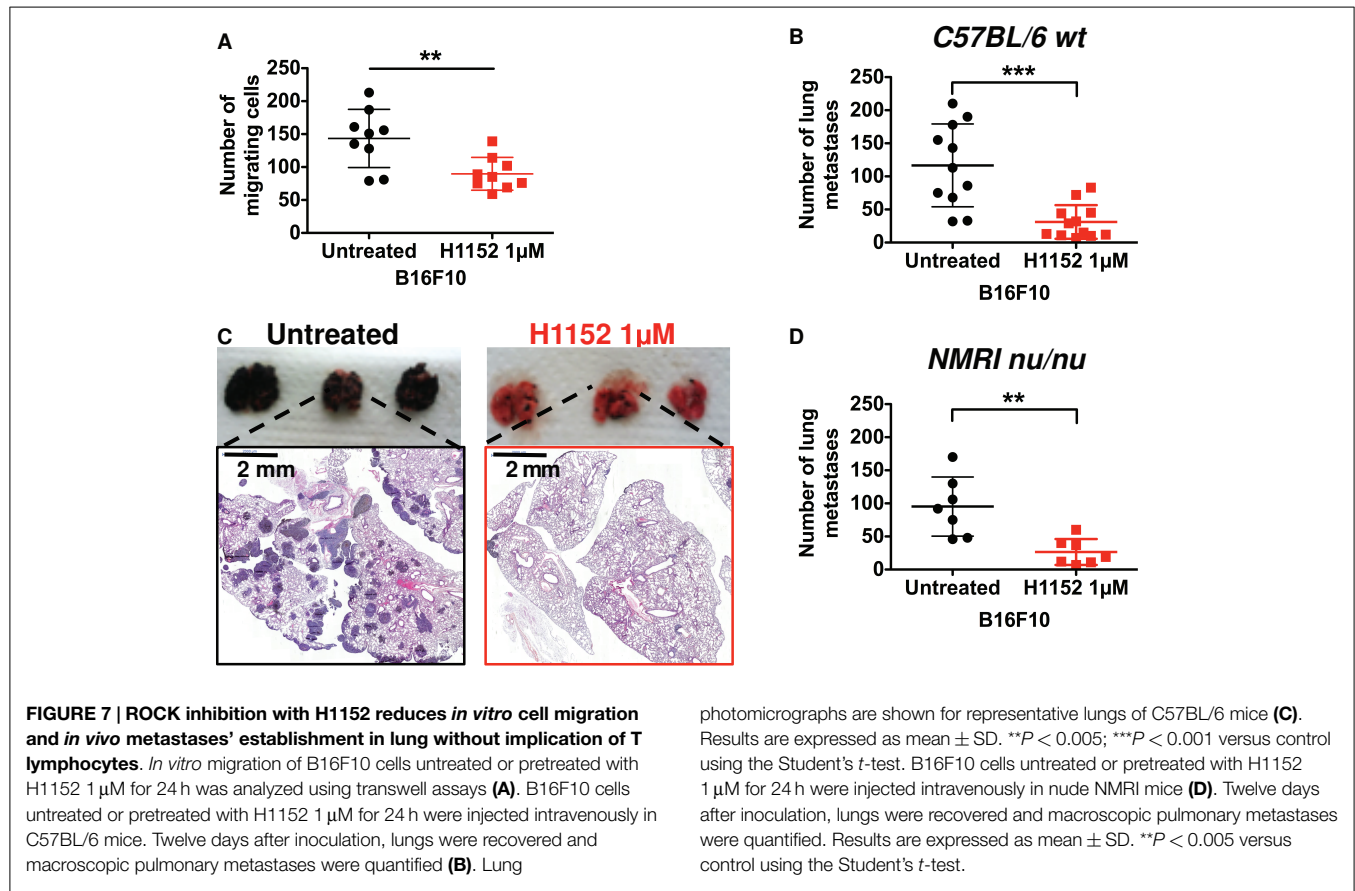 A
**
250
200
150
100
50
0
Number of
migrating cells
Untreated
H1152 1µM
B16F10
B
C57BL/6 wt
***
250
200
150
100
50
0
Number of lung
metastases
Untreated
H1152 1µM
B16F10
C
Untreated
H1152 1µM
2 mm
2 mm
D
NMRI nu/nu
**
250
200
150
100
50
0
Number of lung
metastases
Untreated
H1152 1µM
B16F10
FIGURE 7 | ROCK inhibition with H1152 reduces in vitro cell migration
and in vivo metastases’ establishment in lung without implication of T
lymphocytes. In vitro migration of B16F10 cells untreated or pretreated with
H1152 1 µM for 24 h was analyzed using transwell assays (A). B16F10 cells
untreated or pretreated with H1152 1 µM for 24 h were injected intravenously in
C57BL/6 mice. Twelve days after inoculation, lungs were recovered and
macroscopic pulmonary metastases were quantified (B). Lung
photomicrographs are shown for representative lungs of C57BL/6 mice (C).
Results are expressed as mean ± SD. **P < 0.005; ***P < 0.001 versus control
using the Student’s t-test. B16F10 cells untreated or pretreated with H1152
1 µM for 24 h were injected intravenously in nude NMRI mice (D). Twelve days
after inoculation, lungs were recovered and macroscopic pulmonary metastases
were quantified. Results are expressed as mean ± SD. **P < 0.005 versus
control using the Student’s t-test.